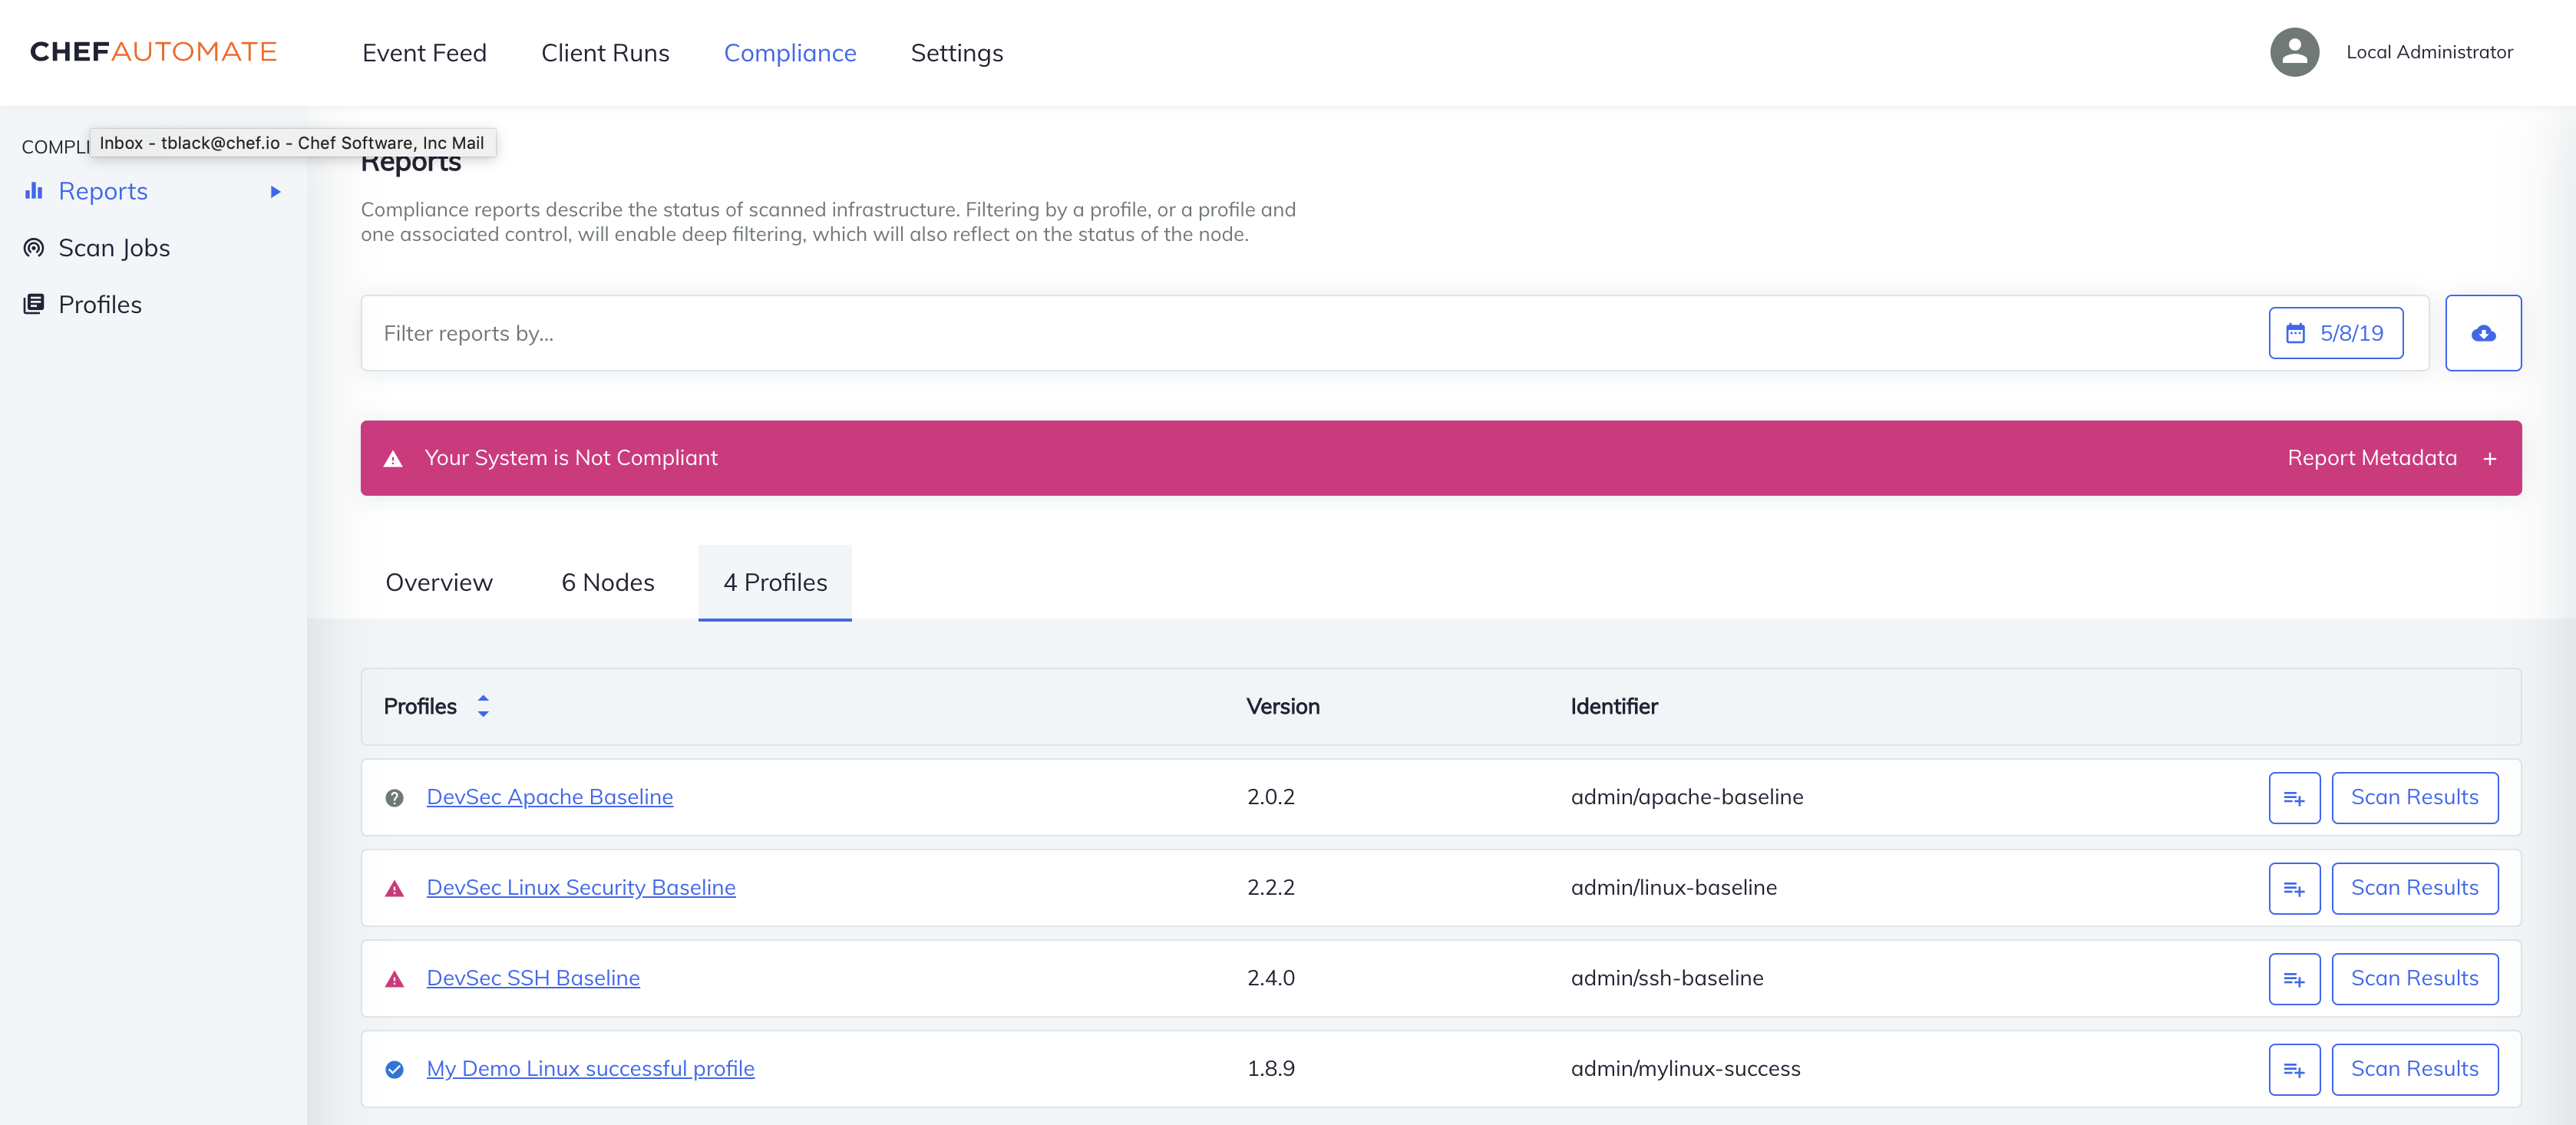 CHEFAUTOMATE Event Feed Client Runs Compliance Settings Local Administrator
COMPLI
Inbox - tblack@chef.io - Chef Software, Inc Mail
Reports
Scan Jobs
Profiles
Reports
Compliance reports describe the status of scanned infrastructure. Filtering by a profile, or a profile and
one associated control, will enable deep filtering, which will also reflect on the status of the node.
Filter reports by... 5/8/19
Your System is Not Compliant Report Metadata +
Overview 6 Nodes 4 Profiles
Profiles Version Identifier
DevSec Apache Baseline 2.0.2 admin/apache-baseline Scan Results
DevSec Linux Security Baseline 2.2.2 admin/linux-baseline Scan Results
DevSec SSH Baseline 2.4.0 admin/ssh-baseline Scan Results
My Demo Linux successful profile 1.8.9 admin/mylinux-success Scan Results